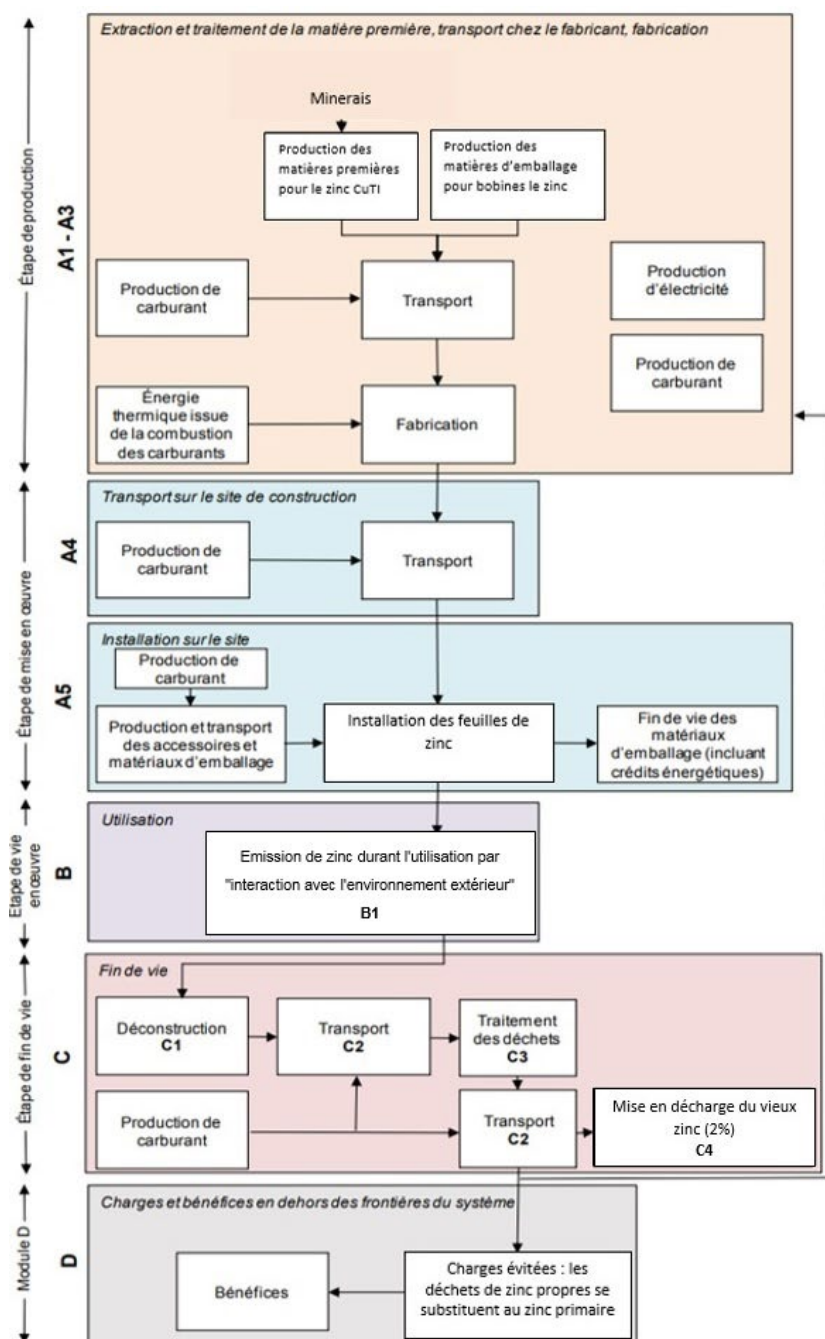 Extraction et traitement de la matière première, transport chez le fabricant, fabrication
Minerais
Production des
matières premières
pour le zinc CuTI
Production des
matières d'emballage
pour bobines le zinc
Étape de production
A1 - A3
Production de
carburant
Transport
Production
d'électricité
Production de
carburant
Énergie
thermique issue
de la combustion
des carburants
Fabrication
Étape de mise en œuvre
Transport sur le site de construction
A4
Production de
carburant
Transport
Installation sur le site
A5
Production de
carburant
Production et transport
des accessoires et
matériaux d'emballage
Installation des feuilles de
zinc
Fin de vie des
matériaux
d'emballage (incluant
crédits énergétiques)
Etape de vie
en œuvre
B
Utilisation
Emission de zinc durant l'utilisation par
"interaction avec l'environnement extérieur"
B1
Étape de fin de vie
C
Fin de vie
Déconstruction
C1
Transport
C2
Traitement
des déchets
C3
Production de
carburant
Transport
C2
Mise en décharge du vieux
zinc (2%)
C4
Module D
D
Charges et bénéfices en dehors des frontières du système
Bénéfices
Charges évitées : les
déchets de zinc propres se
substituent au zinc primaire